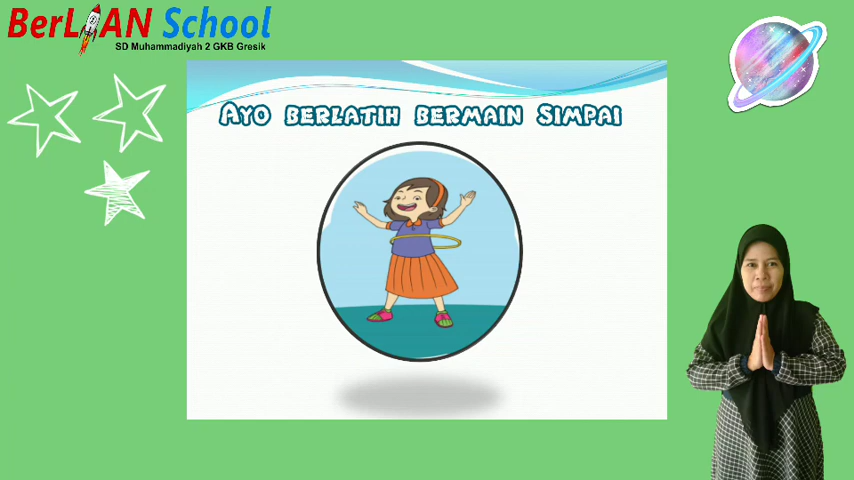 BerLIAN School
SD Muhammadiyah 2 GKB Gresik
Ayo berlatih bermain Simpai